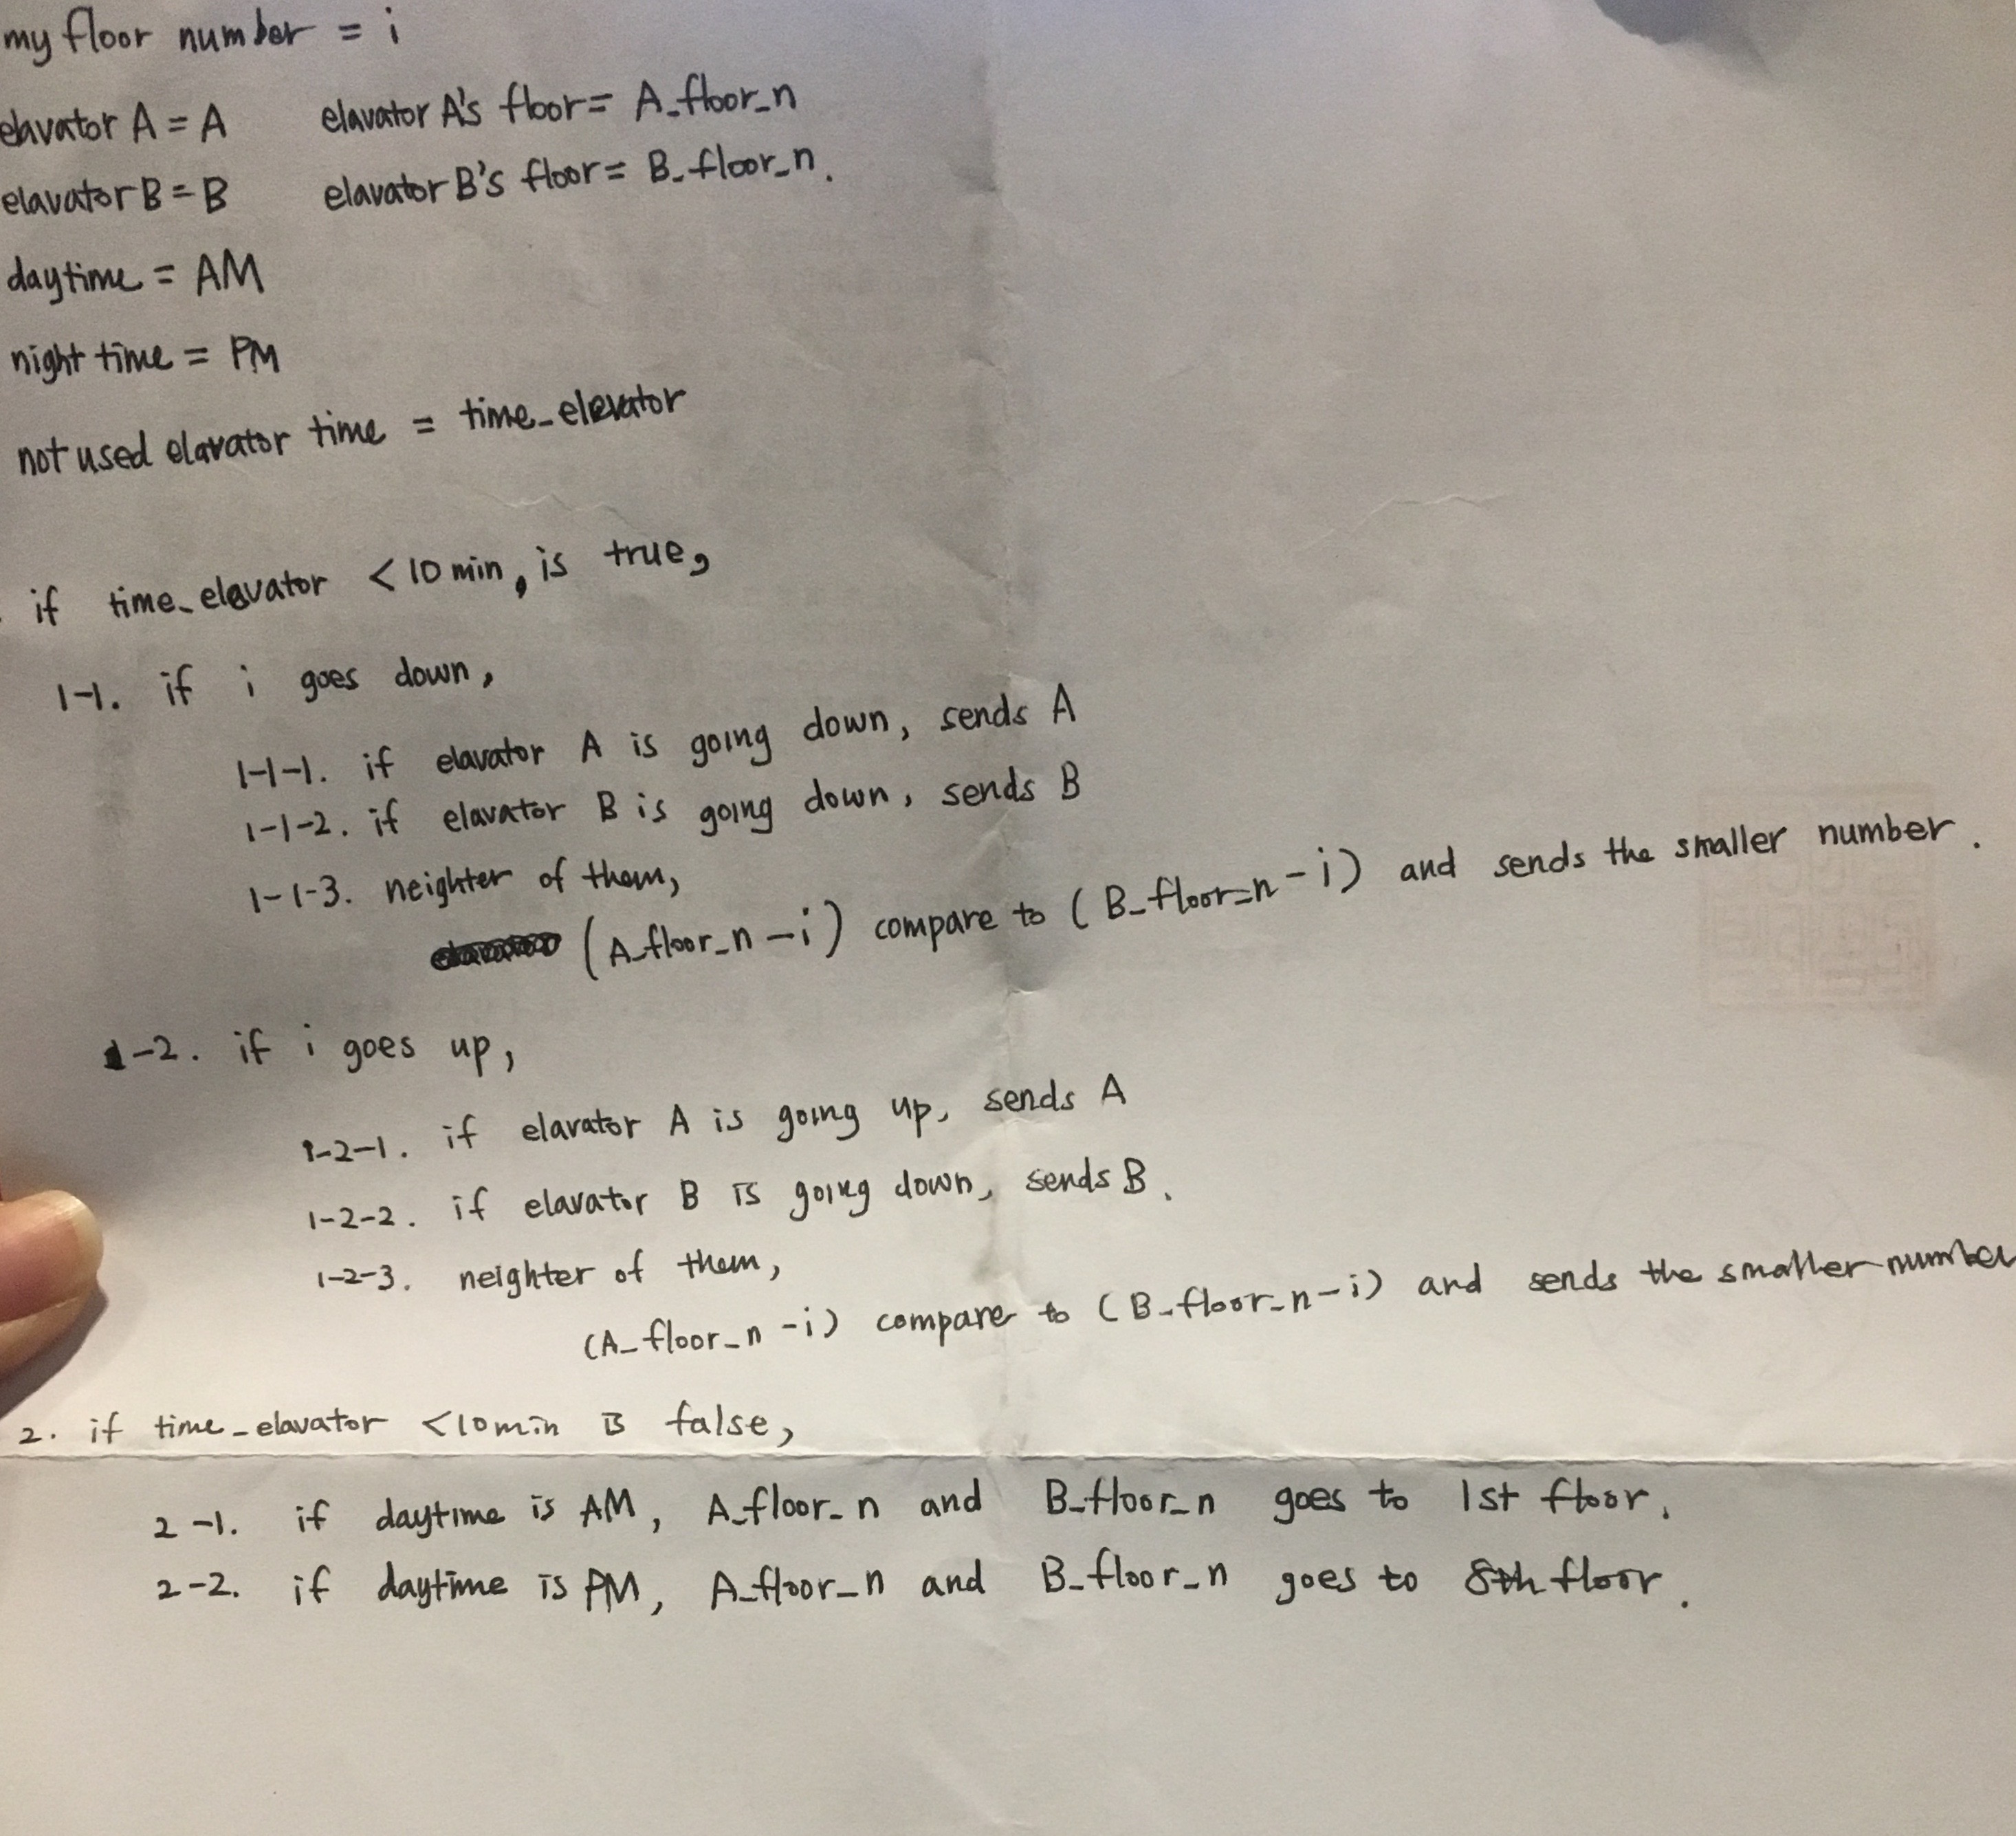 my floor number = i
elavator A = A elavator A's floor = A_floor_n
elavator B = B elavator B's floor = B_floor_n.
daytime = AM
night time = PM
not used elavator time = time_elevator
if time_elevator < 10 min, is true,
1-1. if i goes down,
1-1-1. if elavator A is going down, sends A
1-1-2. if elavator B is going down, sends B
1-1-3. neighter of them,
(A_floor_n - i) compare to (B_floor_n - i) and sends the smaller number.
1-2. if i goes up,
1-2-1. if elavator A is going up, sends A
1-2-2. if elavator B is going down, sends B.
1-2-3. neighter of them,
(A_floor_n - i) compare to (B_floor_n - i) and sends the smaller number
2. if time_elavator < 10 min is false,
2-1. if daytime is AM, A_floor_n and B_floor_n goes to 1st floor.
2-2. if daytime is PM, A_floor_n and B_floor_n goes to 8th floor.